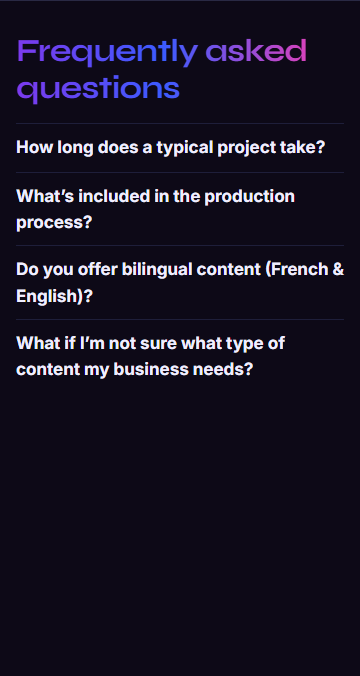 Frequently asked
questions
How long does a typical project take?
What’s included in the production
process?
Do you offer bilingual content (French &
English)?
What if I’m not sure what type of
content my business needs?